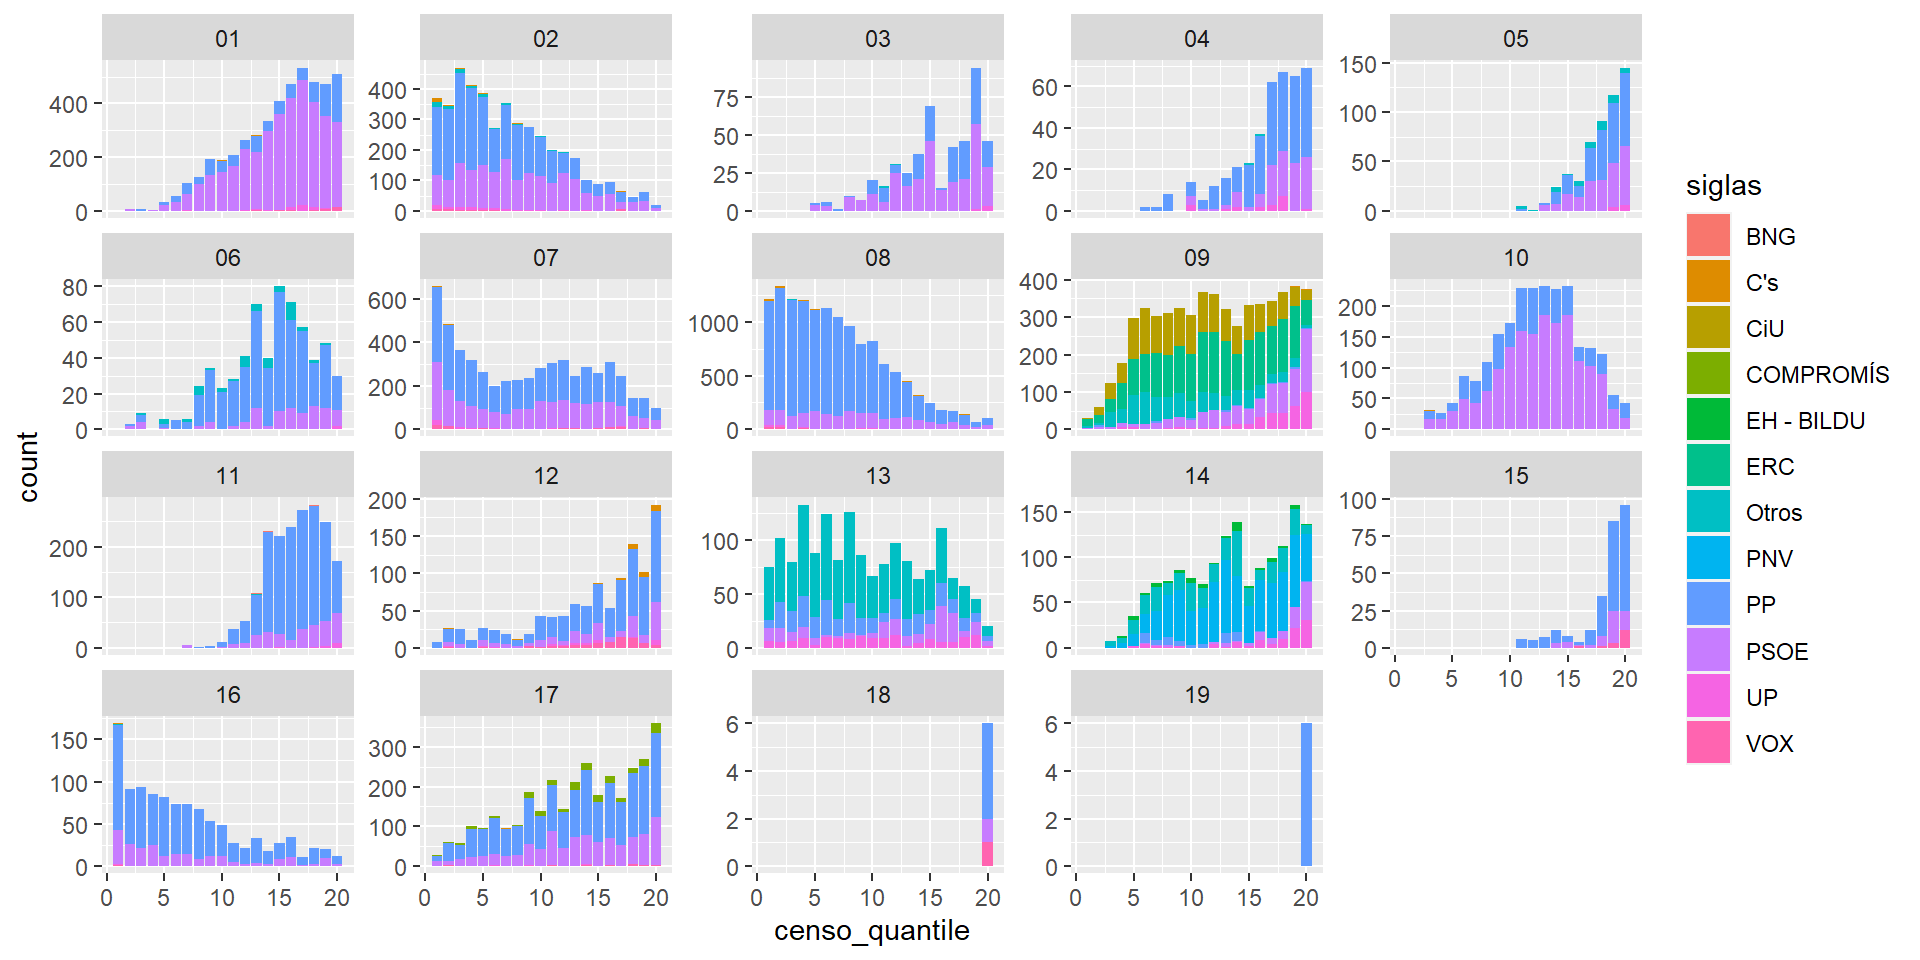 01 02 03 04 05
400 200 0
400 300 200 100 0
75 50 25 0
60 40 20 0
150 100 50 0
06 07 08 09 10
80 60 40 20 0
600 400 200 0
1000 500 0
400 300 200 100 0
200 150 100 50 0
11 12 13 14 15
200 100 0
200 150 100 50 0
100 50 0
150 100 50 0
100 75 50 25 0
0 5 10 15 20
16 17 18 19
150 100 50 0
300 200 100 0
6 4 2 0
6 4 2 0
0 5 10 15 20
0 5 10 15 20
0 5 10 15 20
0 5 10 15 20
count
censo_quantile
siglas
BNG
C's
CiU
COMPROMÍS
EH - BILDU
ERC
Otros
PNV
PP
PSOE
UP
VOX